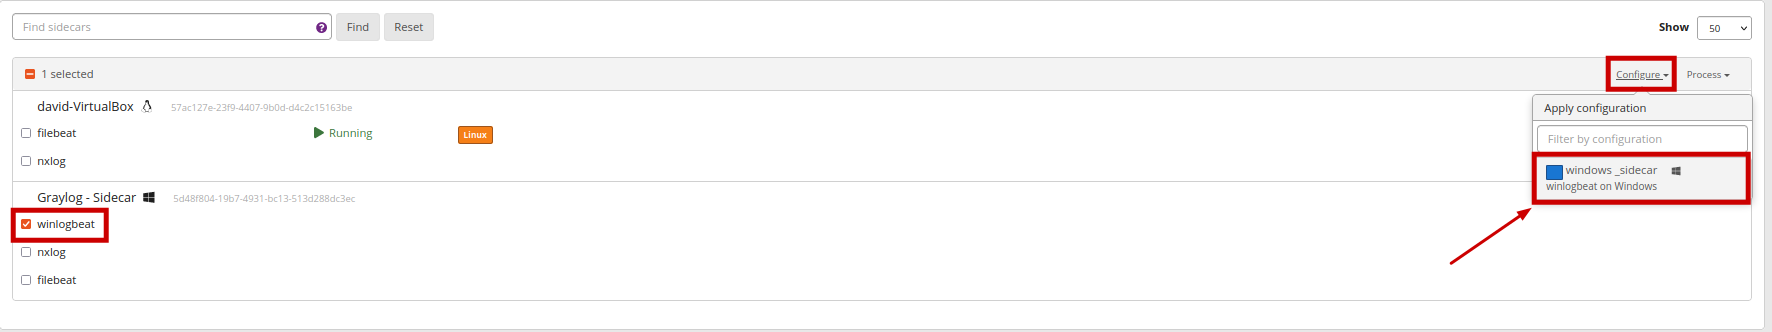 Find sidecars ? Find Reset Show 50
1 selected Configure Process
david-VirtualBox 57ac127e-23f9-4407-9b0d-d4c2c15163be
Apply configuration
filebeat Running Linux
Filter by configuration
nxlog
windows _sidecar
winlogbeat on Windows
Graylog - Sidecar 5d48f804-19b7-4931-bc13-513d288dc3ec
winlogbeat
nxlog
filebeat